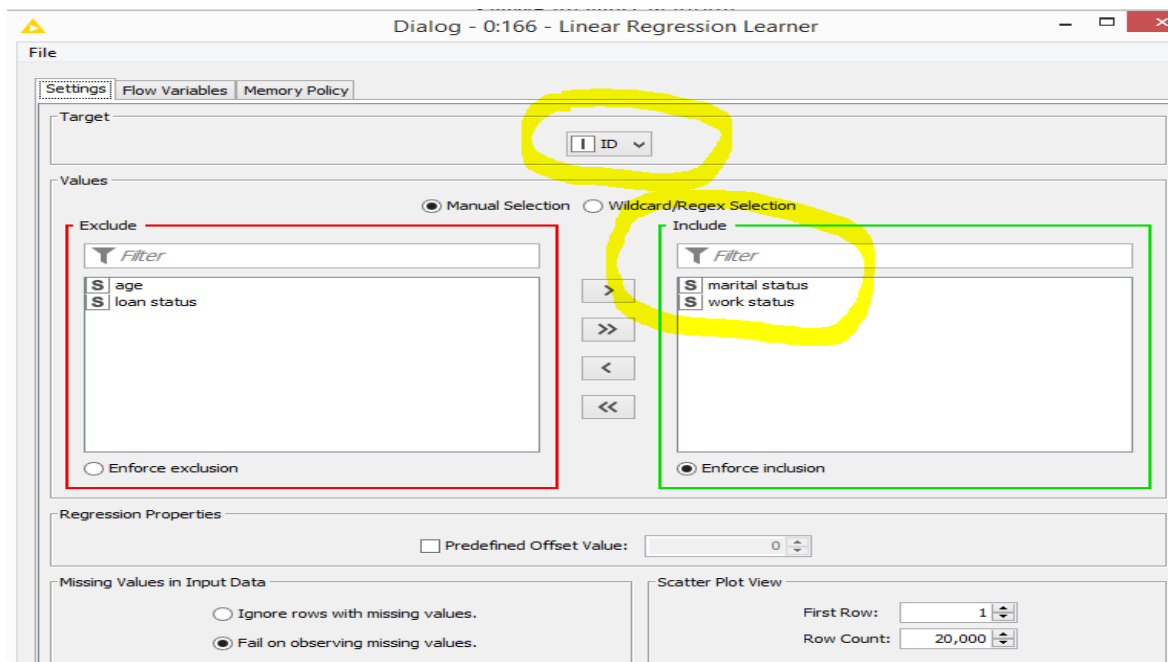 Dialog - 0:166 - Linear Regression Learner
File
Settings Flow Variables Memory Policy
Target
I ID
Values
Manual Selection Wildcard/Regex Selection
Exclude Include
Filter Filter
S age S marital status
S loan status S work status
>
>>
<
<<
Enforce exclusion Enforce inclusion
Regression Properties
Predefined Offset Value: 0
Missing Values in Input Data Scatter Plot View
Ignore rows with missing values. First Row: 1
Fail on observing missing values. Row Count: 20,000